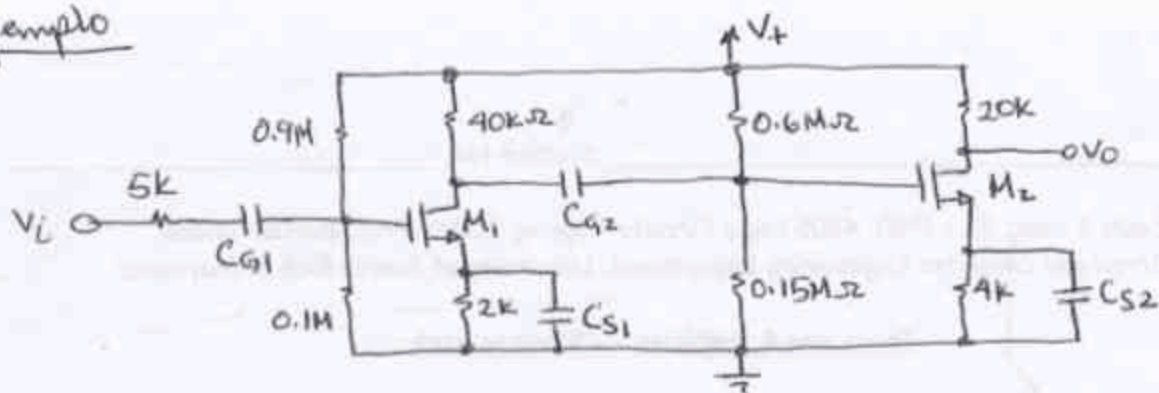 emplo
V+
0.9M
40KΩ
0.6MΩ
20K
Vo
5K
Vi
CG1
M1
CG2
M2
0.1M
2K
CS1
0.15MΩ
4K
CS2